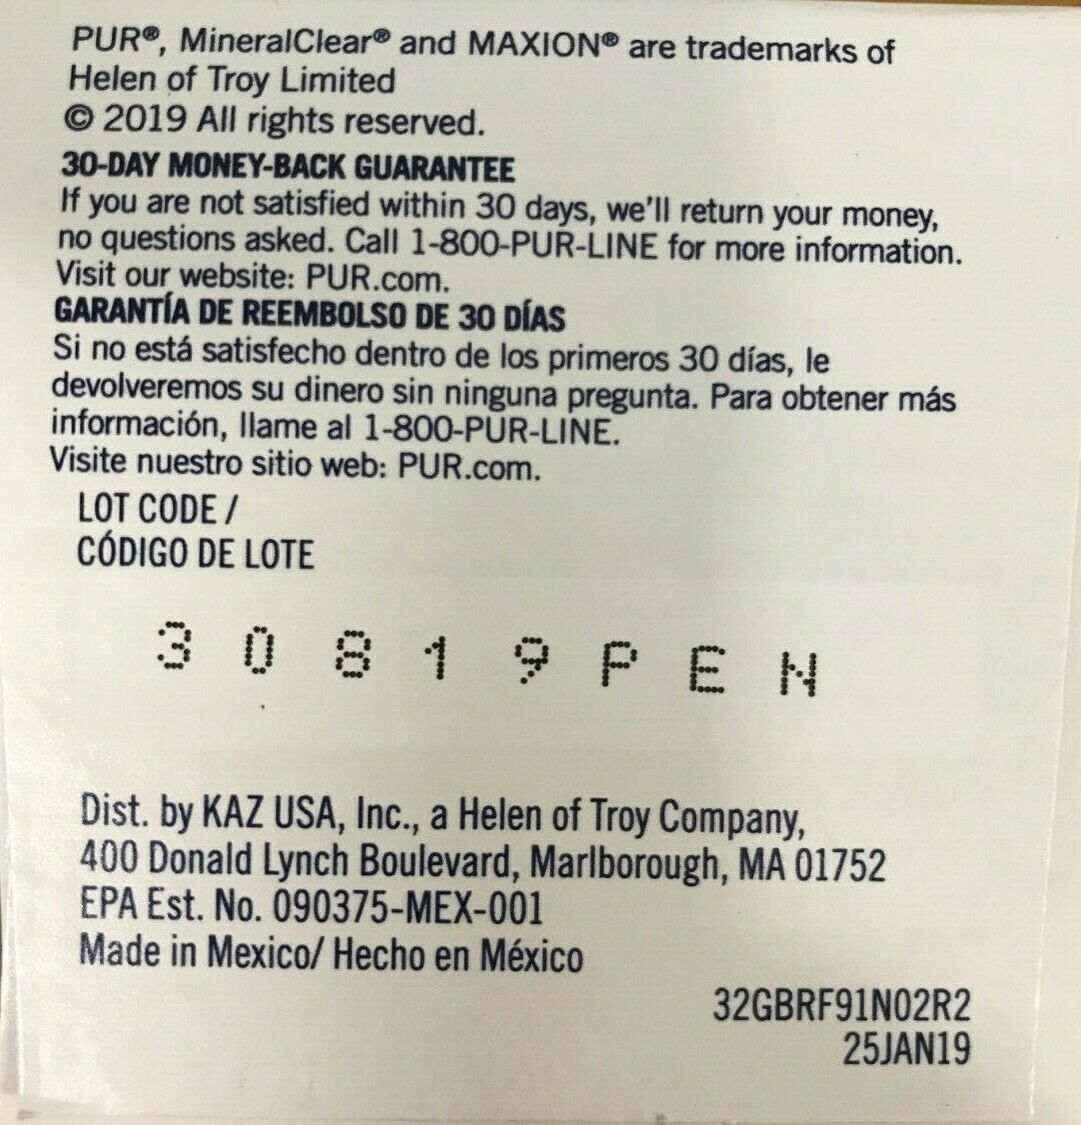 PUR®, MineralClear® and MAXION® are trademarks of
Helen of Troy Limited
© 2019 All rights reserved.
30-DAY MONEY-BACK GUARANTEE
If you are not satisfied within 30 days, we'll return your money,
no questions asked. Call 1-800-PUR-LINE for more information.
Visit our website: PUR.com.
GARANTÍA DE REEMBOLSO DE 30 DÍAS
Si no está satisfecho dentro de los primeros 30 días, le
devolveremos su dinero sin ninguna pregunta. Para obtener más
información, llame al 1-800-PUR-LINE.
Visite nuestro sitio web: PUR.com.
LOT CODE /
CÓDIGO DE LOTE
30819PEN
Dist. by KAZ USA, Inc., a Helen of Troy Company,
400 Donald Lynch Boulevard, Marlborough, MA 01752
EPA Est. No. 090375-MEX-001
Made in Mexico/ Hecho en México
32GBRF91N02R2
25JAN19